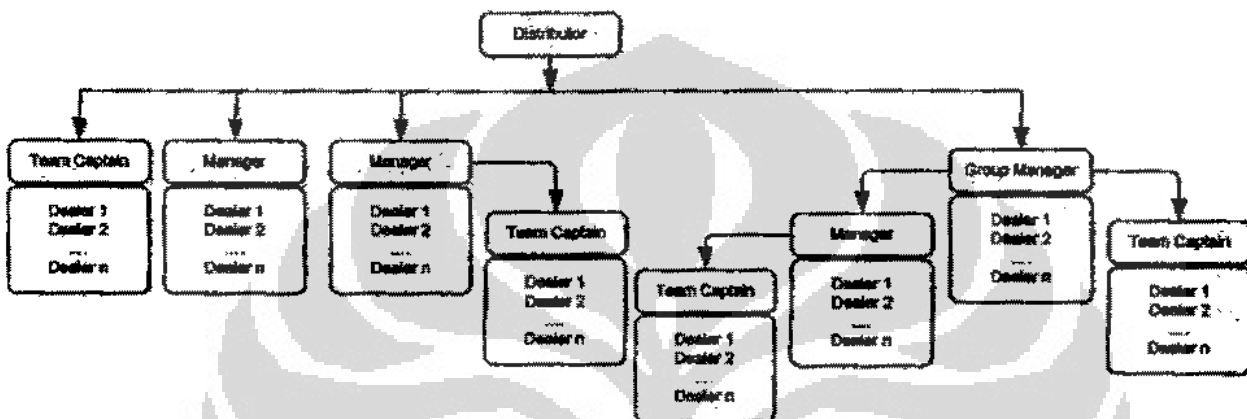 Distributor
Team Captain
Dealer 1
Dealer 2
....
Dealer n
Manager
Dealer 1
Dealer 2
....
Dealer n
Manager
Dealer 1
Dealer 2
....
Dealer n
Team Captain
Dealer 1
Dealer 2
....
Dealer n
Team Captain
Dealer 1
Dealer 2
....
Dealer n
Manager
Dealer 1
Dealer 2
....
Dealer n
Group Manager
Dealer 1
Dealer 2
....
Dealer n
Team Captain
Dealer 1
Dealer 2
....
Dealer n